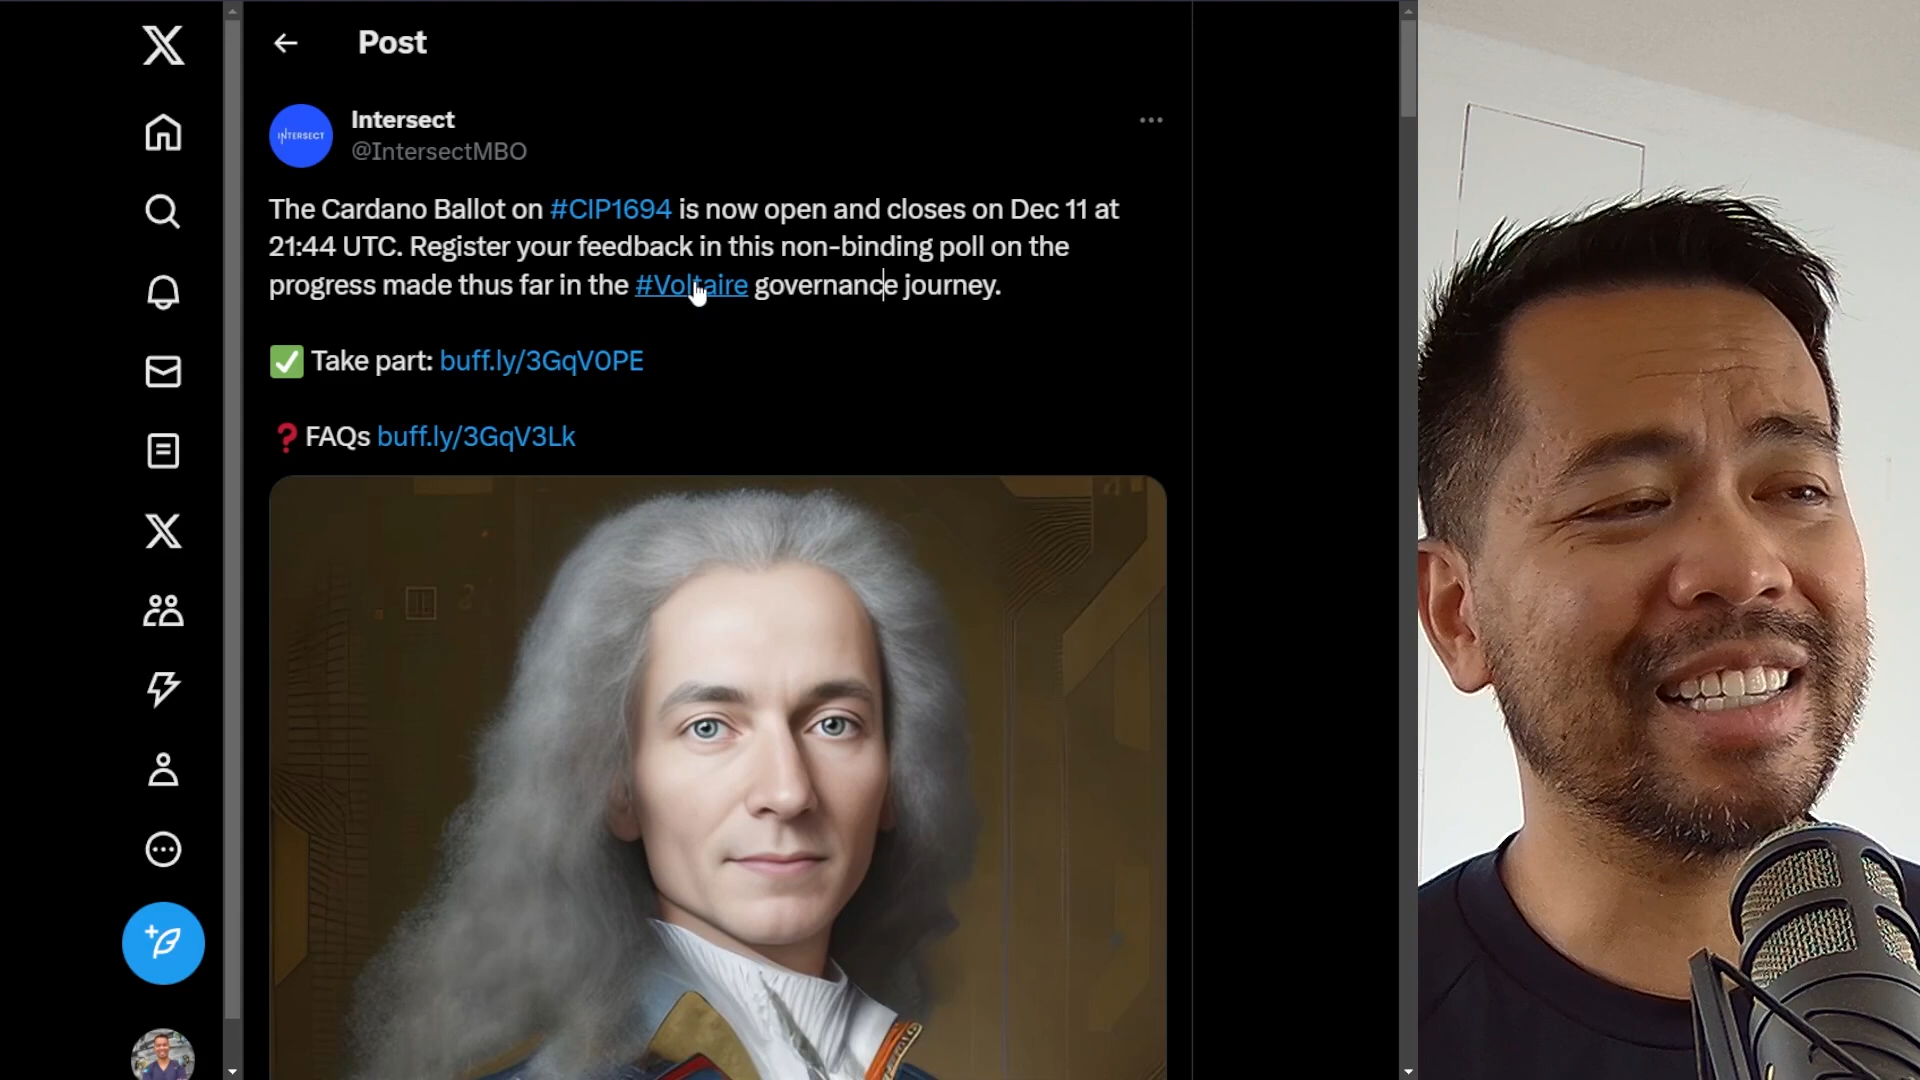 Post
INTERSECT
Intersect
@IntersectMBO
The Cardano Ballot on #CIP1694 is now open and closes on Dec 11 at
21:44 UTC. Register your feedback in this non-binding poll on the
progress made thus far in the #Voltaire governance journey.
✅ Take part: buff.ly/3GqV0PE
❓ FAQs buff.ly/3GqV3Lk